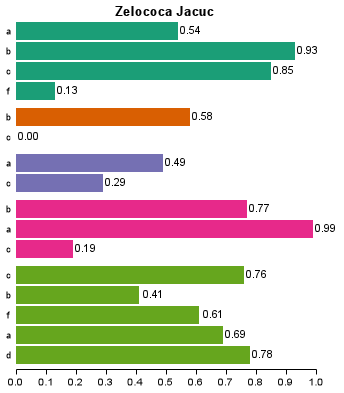 Zelococa Jacuc
a 0.54
b 0.93
c 0.85
f 0.13
b 0.58
c 0.00
a 0.49
c 0.29
b 0.77
a 0.99
c 0.19
c 0.76
b 0.41
f 0.61
a 0.69
d 0.78
0.0 0.1 0.2 0.3 0.4 0.5 0.6 0.7 0.8 0.9 1.0